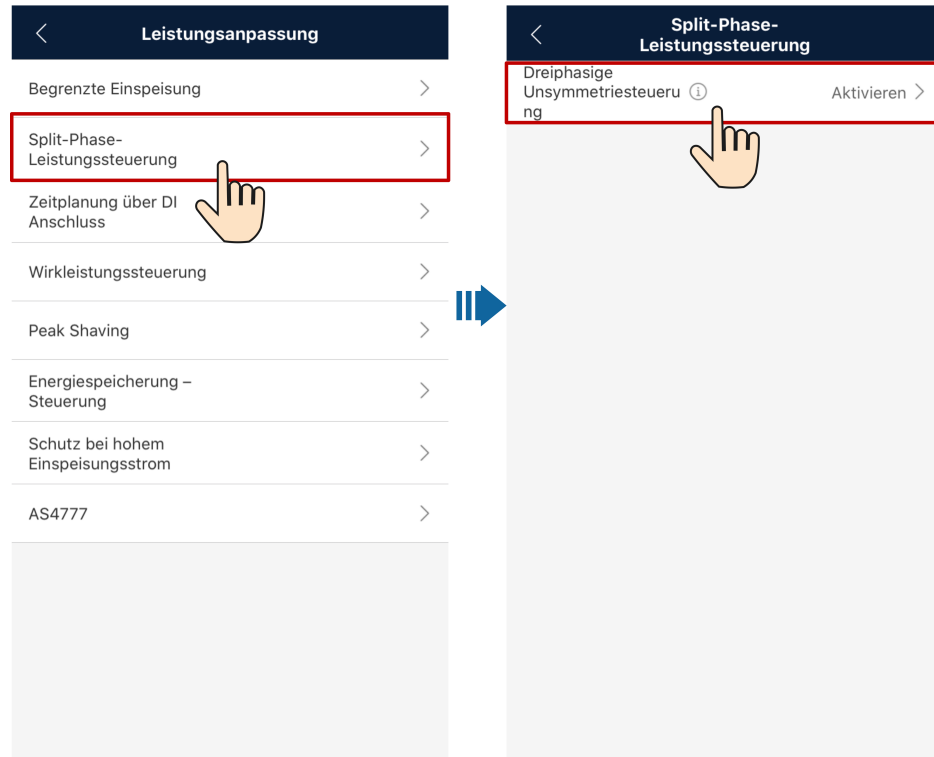 Leistungsanpassung
Begrenzte Einspeisung
Split-Phase-
Leistungssteuerung
Zeitplanung über DI
Anschluss
Wirkleistungssteuerung
Peak Shaving
Energiespeicherung –
Steuerung
Schutz bei hohem
Einspeisungsstrom
AS4777
Split-Phase-
Leistungssteuerung
Dreiphasige
Unsymmetriesteueru
ng
Aktivieren